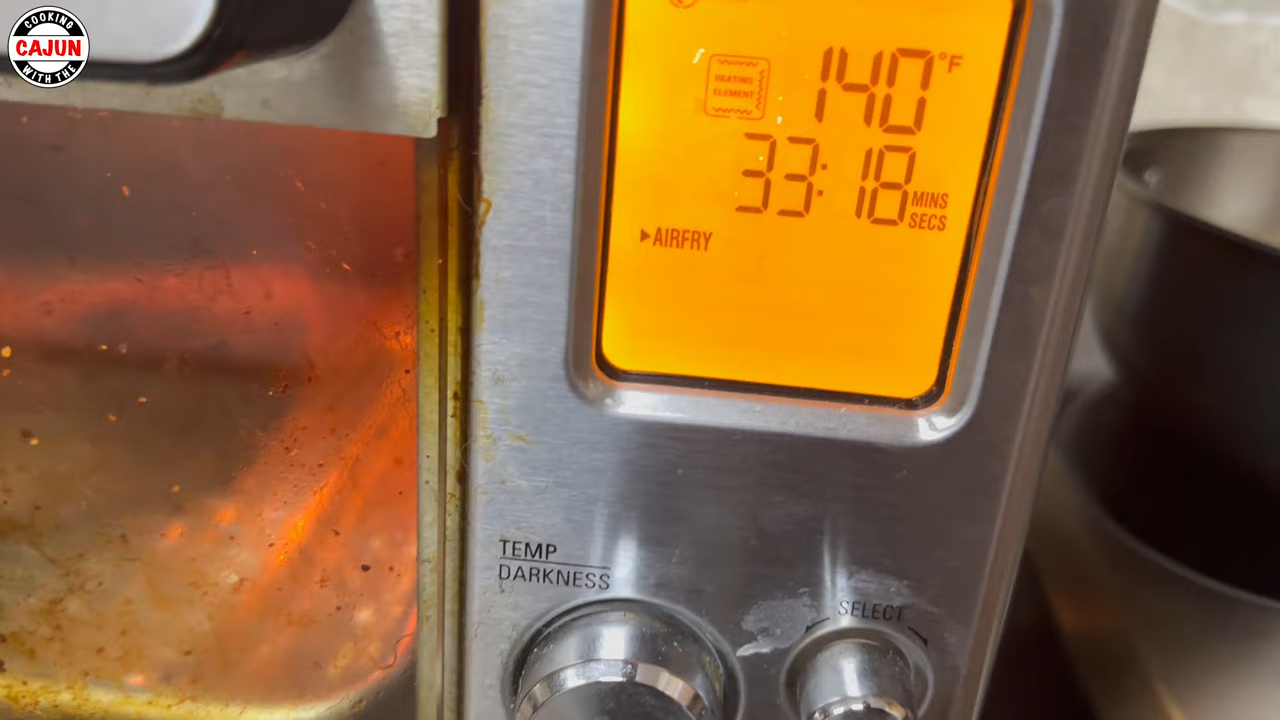 COOKING
CAJUN
WITH THE
140°F
HEATING
ELEMENT
33:18 MINS
SECS
▶AIRFRY
TEMP
DARKNESS
SELECT